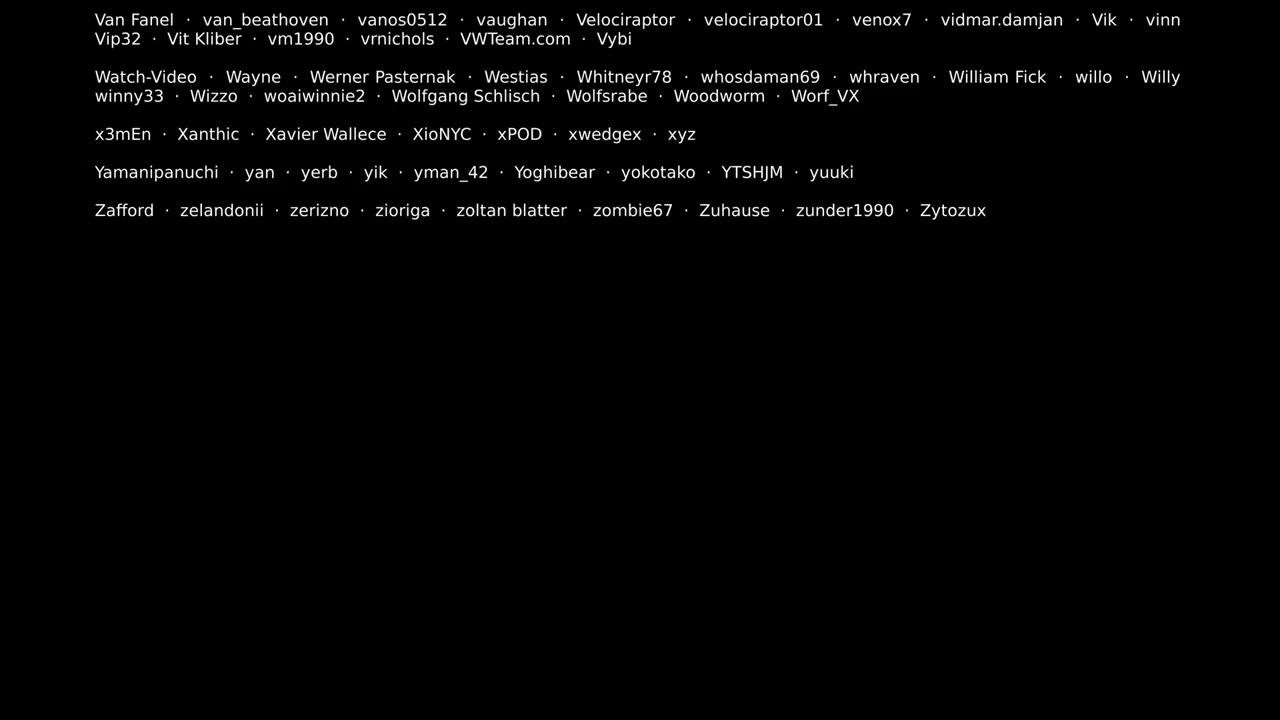 Van Fanel · van_beathoven · vanos0512 · vaughan · Velociraptor · velociraptor01 · venox7 · vidmar.damjan · Vik · vinn
Vip32 · Vit Kliber · vm1990 · vrnichols · VWTeam.com · Vybi
Watch-Video · Wayne · Werner Pasternak · Westias · Whitneyr78 · whosdaman69 · whraven · William Fick · willo · Willy
winny33 · Wizzo · woaiwinnie2 · Wolfgang Schlisch · Wolfsrabe · Woodworm · Worf_VX
x3mEn · Xanthic · Xavier Wallece · XioNYC · xPOD · xwedgex · xyz
Yamanipanuchi · yan · yerb · yik · yman_42 · Yoghibear · yokotako · YTSHJM · yuuki
Zafford · zelandonii · zerizno · zioriga · zoltan blatter · zombie67 · Zuhause · zunder1990 · Zytozux